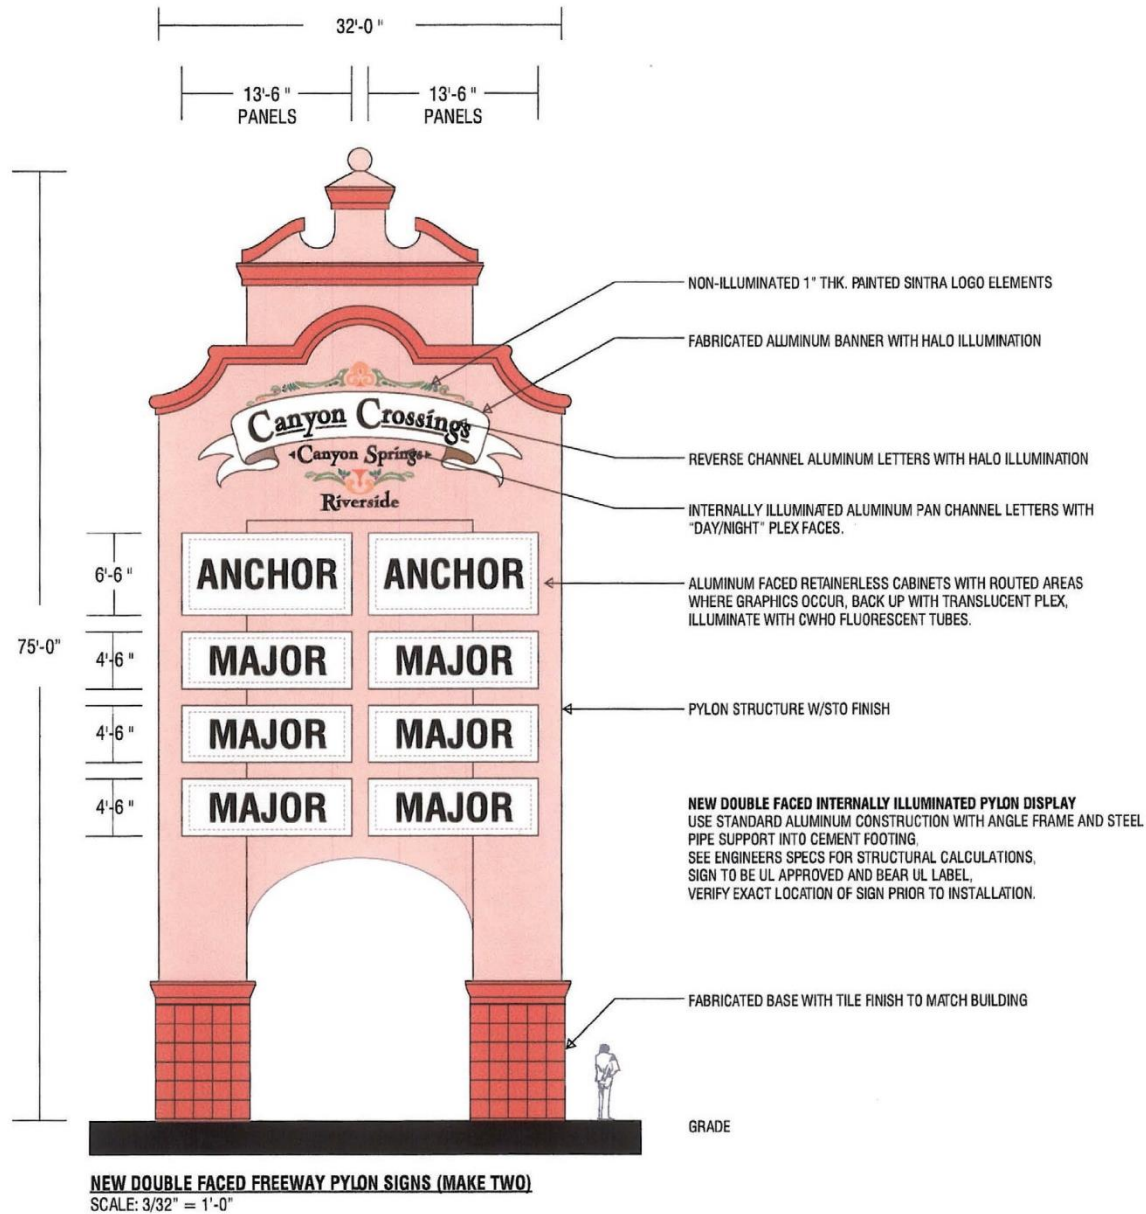 32'-0"
13'-6" 13'-6"
PANELS PANELS
NON-ILLUMINATED 1" THK. PAINTED SINTRA LOGO ELEMENTS
FABRICATED ALUMINUM BANNER WITH HALO ILLUMINATION
Canyon Crossings
Canyon Springs
REVERSE CHANNEL ALUMINUM LETTERS WITH HALO ILLUMINATION
Riverside
INTERNALLY ILLUMINATED ALUMINUM PAN CHANNEL LETTERS WITH
"DAY/NIGHT" PLEX FACES.
6'-6" ANCHOR ANCHOR
ALUMINUM FACED RETAINERLESS CABINETS WITH ROUTED AREAS
WHERE GRAPHICS OCCUR, BACK UP WITH TRANSLUCENT PLEX,
ILLUMINATE WITH CWHO FLUORESCENT TUBES.
75'-0"
4'-6" MAJOR MAJOR
PYLON STRUCTURE W/STO FINISH
4'-6" MAJOR MAJOR
4'-6" MAJOR MAJOR
NEW DOUBLE FACED INTERNALLY ILLUMINATED PYLON DISPLAY
USE STANDARD ALUMINUM CONSTRUCTION WITH ANGLE FRAME AND STEEL
PIPE SUPPORT INTO CEMENT FOOTING,
SEE ENGINEERS SPECS FOR STRUCTURAL CALCULATIONS,
SIGN TO BE UL APPROVED AND BEAR UL LABEL,
VERIFY EXACT LOCATION OF SIGN PRIOR TO INSTALLATION.
FABRICATED BASE WITH TILE FINISH TO MATCH BUILDING
GRADE
NEW DOUBLE FACED FREEWAY PYLON SIGNS (MAKE TWO)
SCALE: 3/32" = 1'-0"